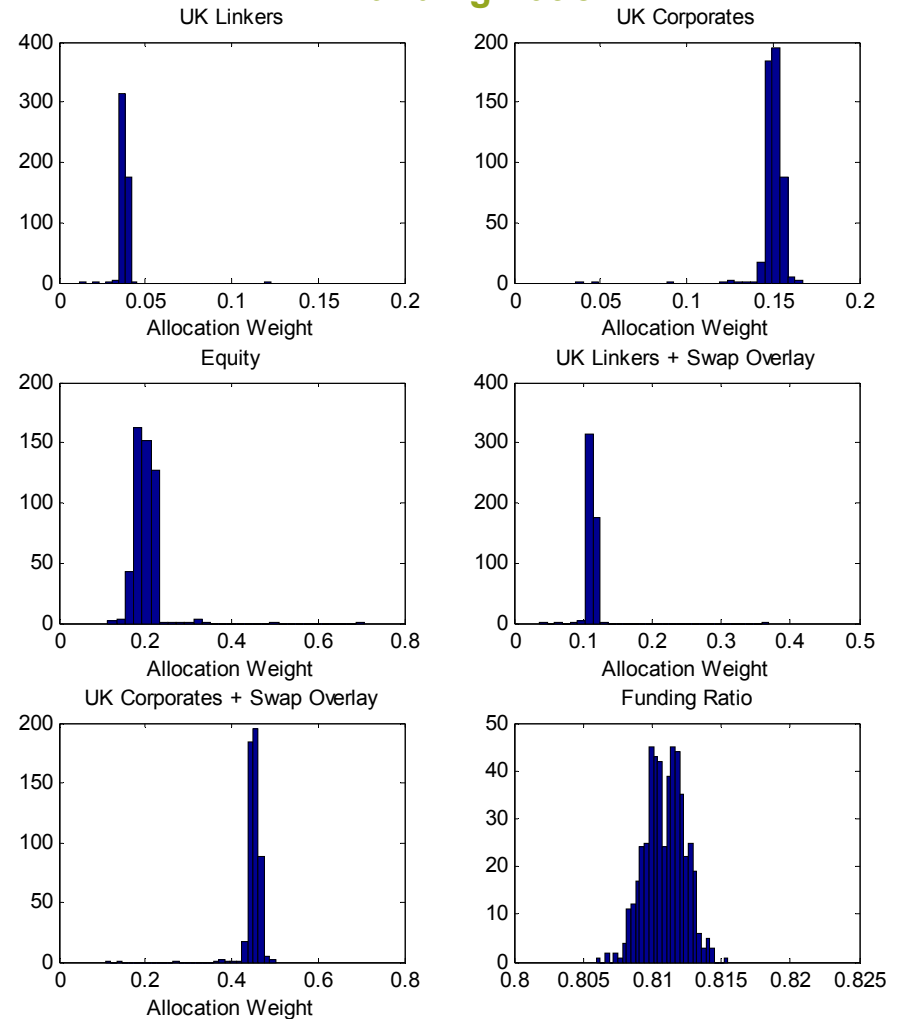 UK Linkers
400
300
200
100
0
0 0.05 0.1 0.15 0.2
Allocation Weight
UK Corporates
200
150
100
50
0
0 0.05 0.1 0.15 0.2
Allocation Weight
Equity
200
150
100
50
0
0 0.2 0.4 0.6 0.8
Allocation Weight
UK Linkers + Swap Overlay
400
300
200
100
0
0 0.1 0.2 0.3 0.4 0.5
Allocation Weight
UK Corporates + Swap Overlay
200
150
100
50
0
0 0.2 0.4 0.6 0.8
Allocation Weight
Funding Ratio
50
40
30
20
10
0
0.8 0.805 0.81 0.815 0.82 0.825